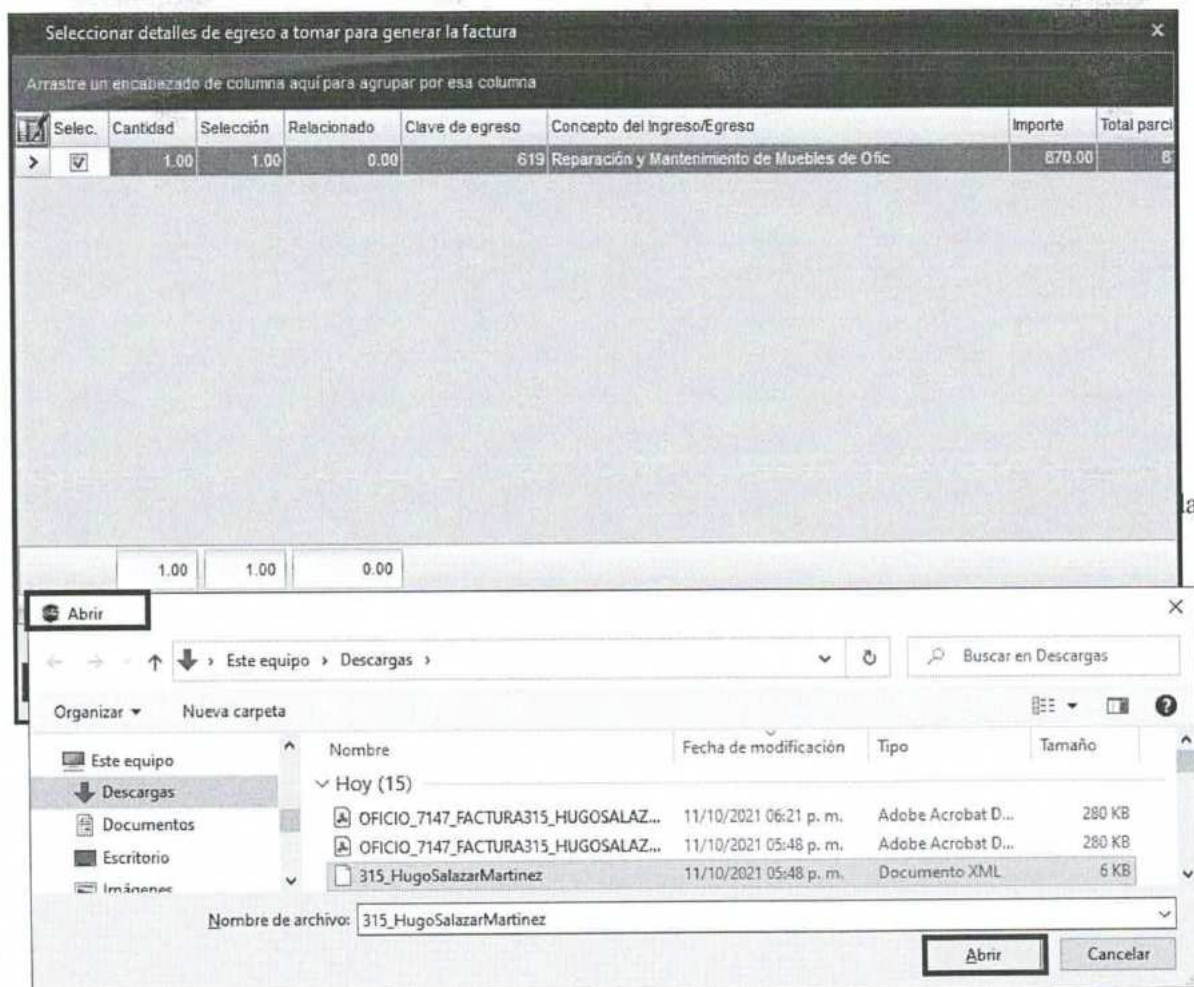 Seleccionar detalles de egreso a tomar para generar la factura
Arrastre un encabezado de columna aquí para agrupar por esa columna
Selec. Cantidad Selección Relacionado Clave de egreso Concepto del Ingreso/Egreso Importe Total parci
1.00 1.00 0.00 619 Reparación y Mantenimiento de Muebles de Ofic 870.00 8
la
1.00 1.00 0.00
Abrir
Este equipo > Descargas >
Buscar en Descargas
Organizar
Nueva carpeta
Este equipo
Descargas
Documentos
Escritorio
Imágenes
Nombre Fecha de modificación Tipo Tamaño
Hoy (15)
OFICIO_7147_FACTURA315_HUGOSALAZ... 11/10/2021 06:21 p. m. Adobe Acrobat D... 280 KB
OFICIO_7147_FACTURA315_HUGOSALAZ... 11/10/2021 05:48 p. m. Adobe Acrobat D... 280 KB
315_HugoSalazarMartinez 11/10/2021 05:48 p. m. Documento XML 6 KB
Nombre de archivo: 315_HugoSalazarMartinez
Abrir Cancelar